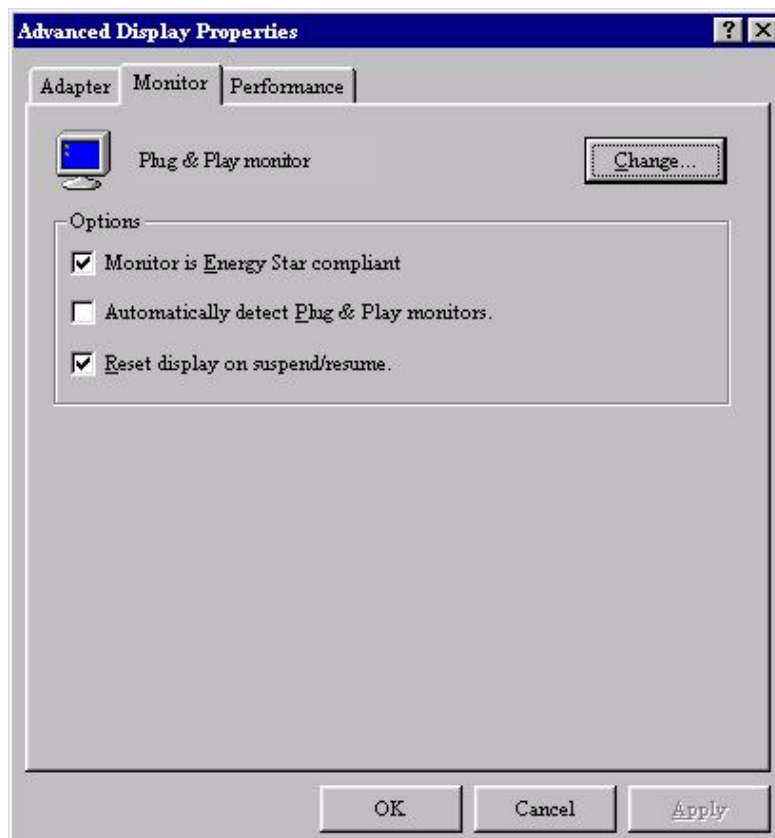 Advanced Display Properties
Adapter
Monitor
Performance
Plug & Play monitor
Change...
Options
Monitor is Energy Star compliant
Automatically detect Plug & Play monitors.
Reset display on suspend/resume.
OK
Cancel
Apply